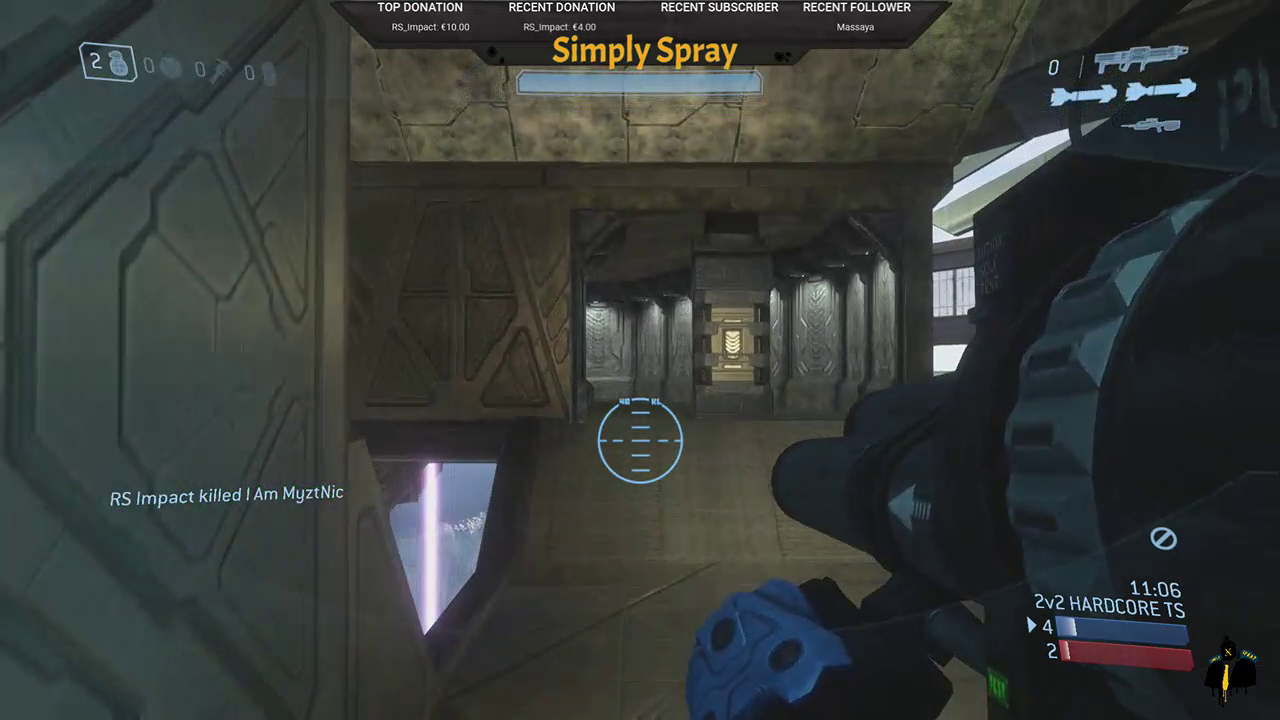 TOP DONATION RECENT DONATION RECENT SUBSCRIBER RECENT FOLLOWER
RS_Impact: €10.00 RS_Impact: €4.00 Massaya
Simply Spray
2 0 0 0
0
RS Impact killed I Am MyztNic
11:06
2v2 HARDCORE TS
4
2